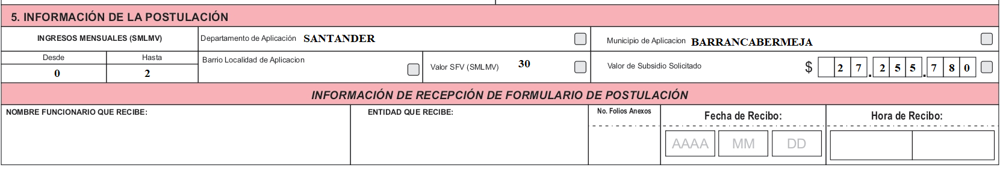 5. INFORMACIÓN DE LA POSTULACIÓN
INGRESOS MENSUALES (SMLMV)
Departamento de Aplicación SANTANDER
Municipio de Aplicacion BARRANCABERMEJA
Desde
Hasta
0
2
Barrio Localidad de Aplicacion
Valor SFV (SMLMV) 30
Valor de Subsidio Solicitado $ 27.255.780
INFORMACIÓN DE RECEPCIÓN DE FORMULARIO DE POSTULACIÓN
NOMBRE FUNCIONARIO QUE RECIBE:
ENTIDAD QUE RECIBE:
No. Folios Anexos
Fecha de Recibo:
Hora de Recibo:
AAAA MM DD